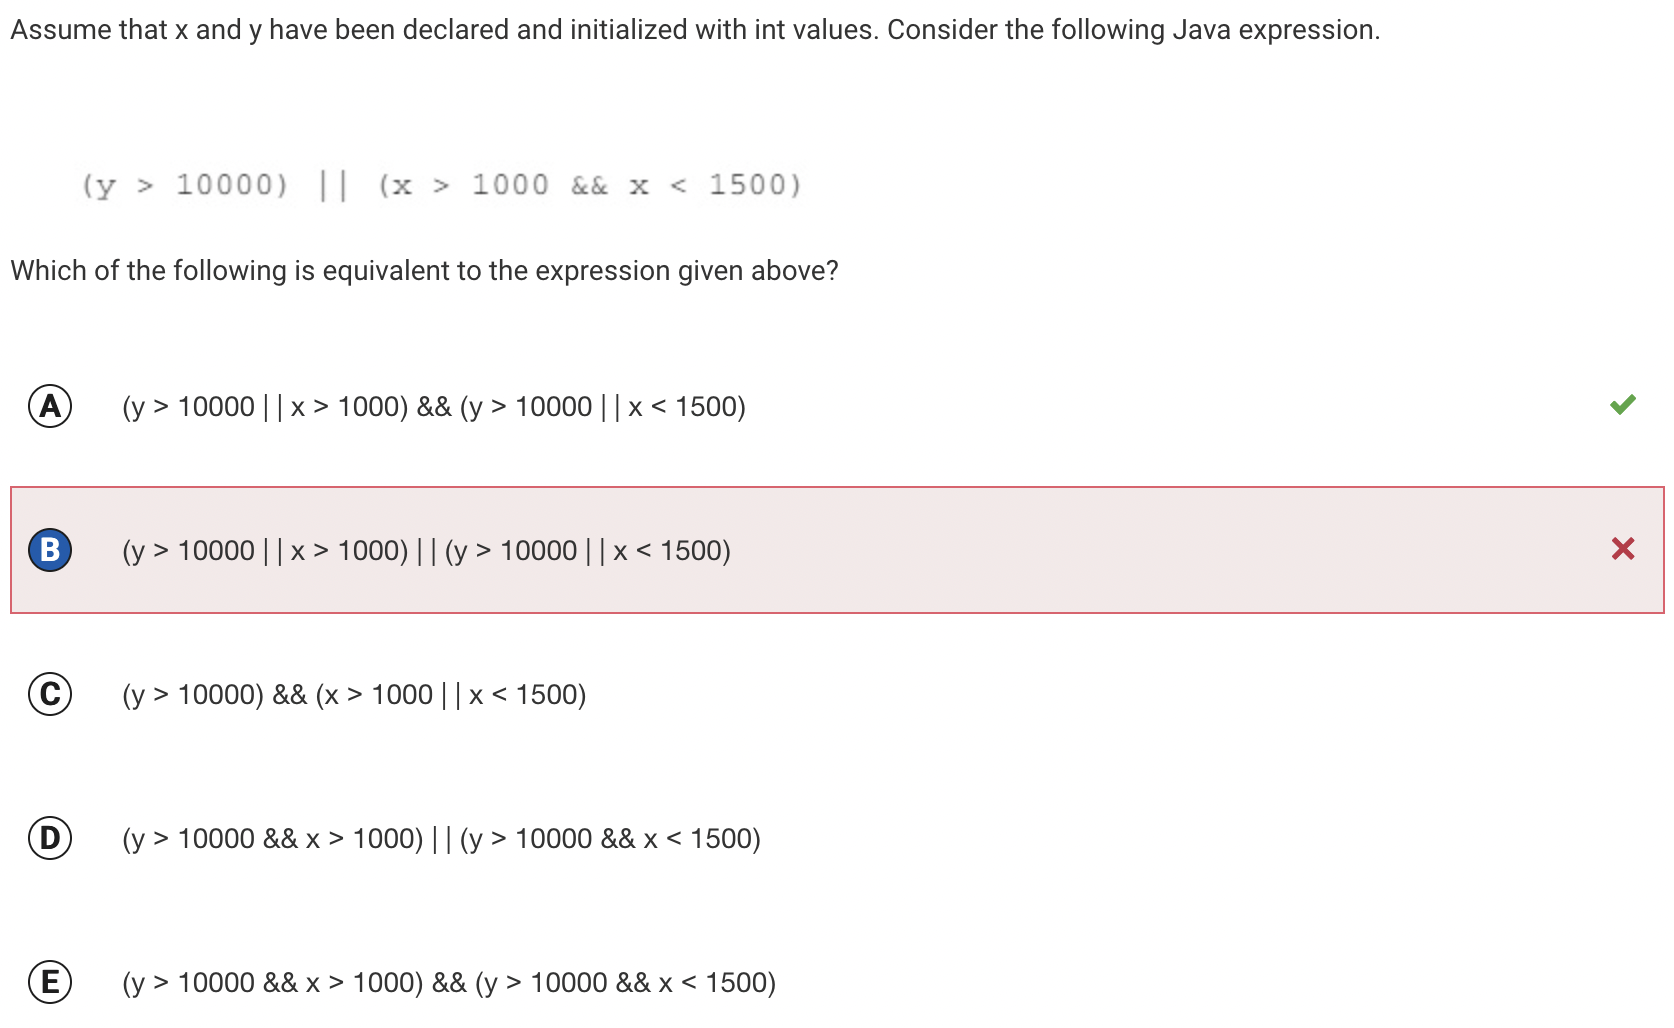 Assume that x and y have been declared and initialized with int values. Consider the following Java expression.
(y > 10000) || (x > 1000 && x < 1500)
Which of the following is equivalent to the expression given above?
A (y > 10000 || x > 1000) && (y > 10000 || x < 1500)
B (y > 10000 || x > 1000) || (y > 10000 || x < 1500)
C (y > 10000) && (x > 1000 || x < 1500)
D (y > 10000 && x > 1000) || (y > 10000 && x < 1500)
E (y > 10000 && x > 1000) && (y > 10000 && x < 1500)